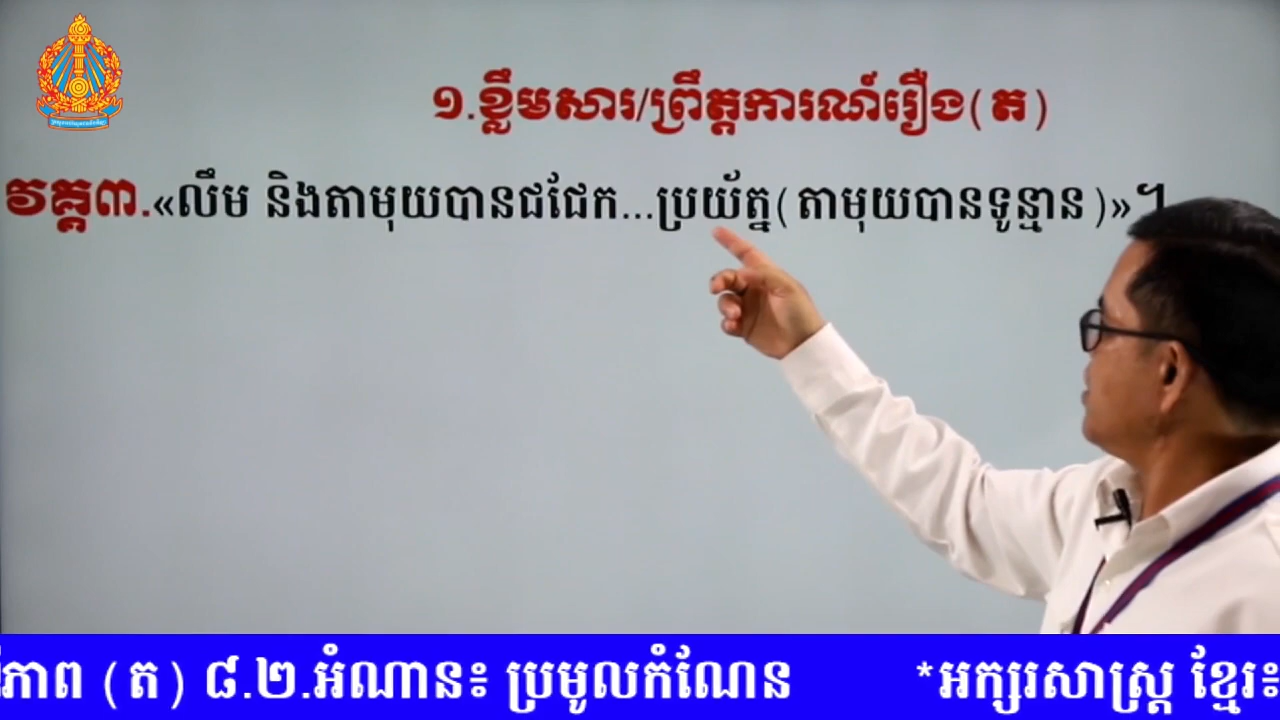 ១.ខ្លឹមសារ/ព្រឹត្តការណ៍រឿង(ត)
វគ្គ៣.«លឹម និងតាមុយបានជជែក...ប្រយ័ត្ន(តាមុយបានទូន្មាន)»។
ភាព (ត) ៨.២.អំណាន៖ ប្រមូលកំណែន *អក្សរសាស្ត្រ ខ្មែរ៖